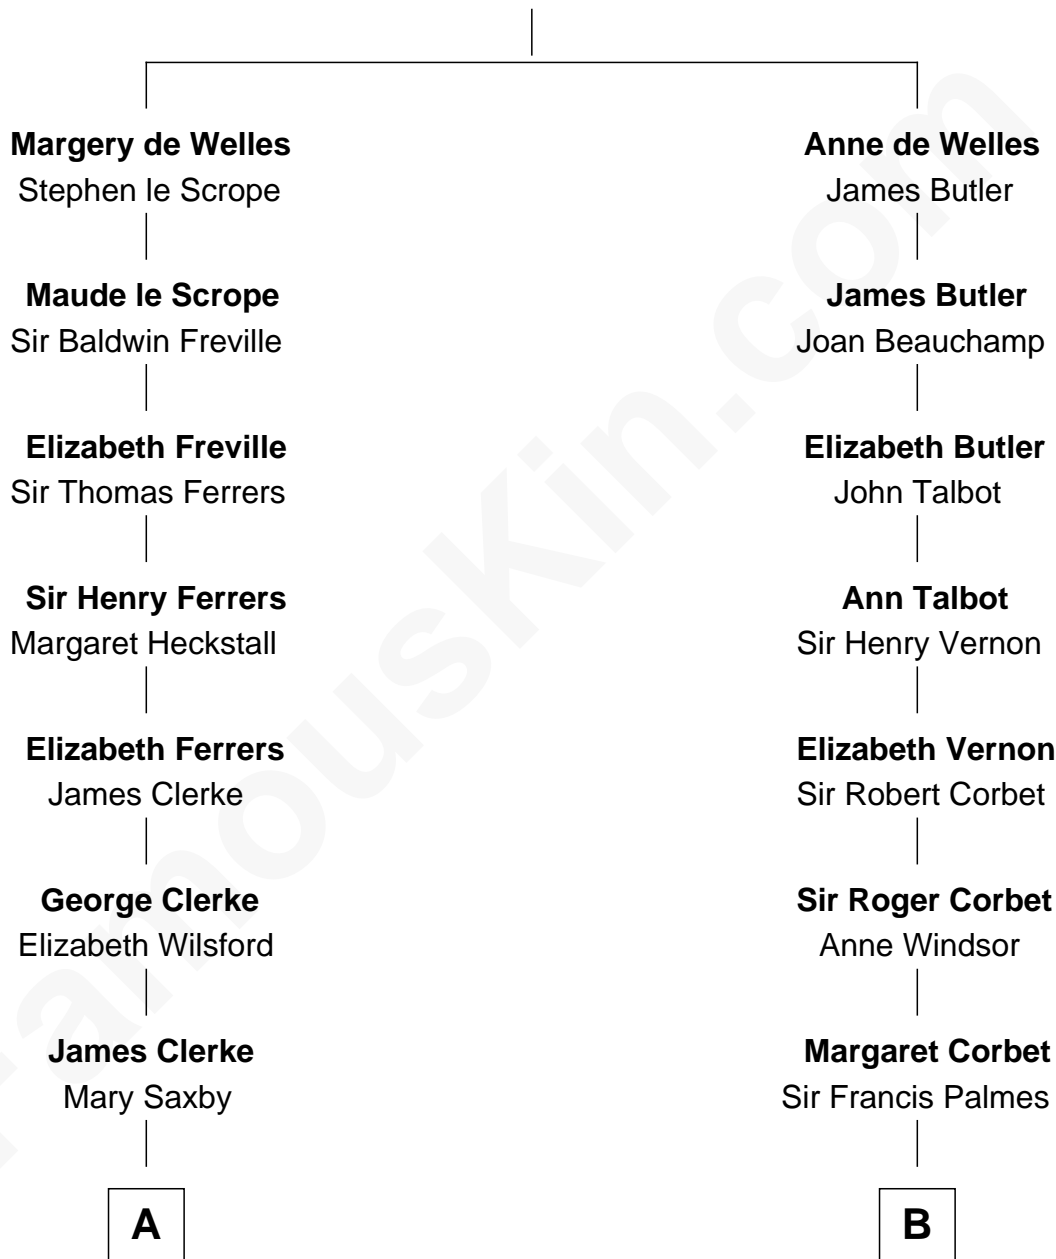 Margery de Welles
Stephen le Scrope
Anne de Welles
James Butler
Maude le Scrope
Sir Baldwin Freville
James Butler
Joan Beauchamp
Elizabeth Freville
Sir Thomas Ferrers
Elizabeth Butler
John Talbot
Sir Henry Ferrers
Margaret Heckstall
Ann Talbot
Sir Henry Vernon
Elizabeth Ferrers
James Clerke
Elizabeth Vernon
Sir Robert Corbet
George Clerke
Elizabeth Wilsford
Sir Roger Corbet
Anne Windsor
James Clerke
Mary Saxby
Margaret Corbet
Sir Francis Palmes
A
B
FamousKin.com